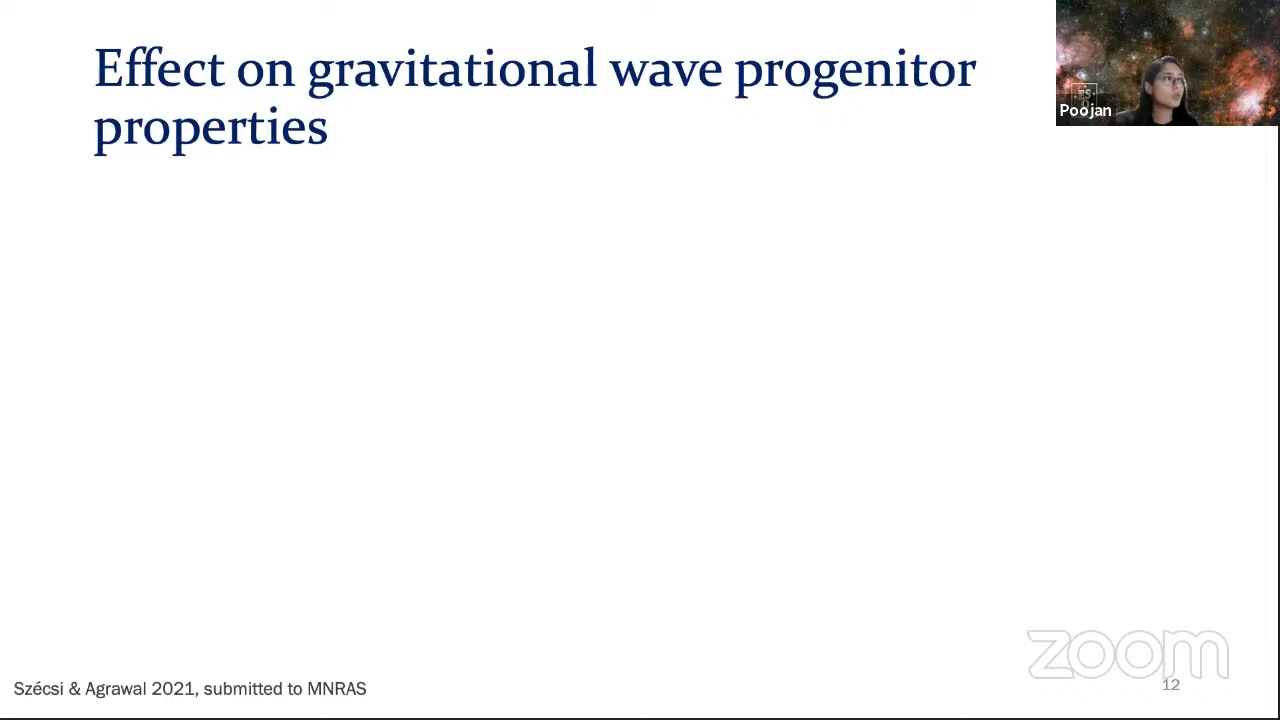 Effect on gravitational wave progenitor
properties
Poojan
zoom
12
Szécsi & Agrawal 2021, submitted to MNRAS